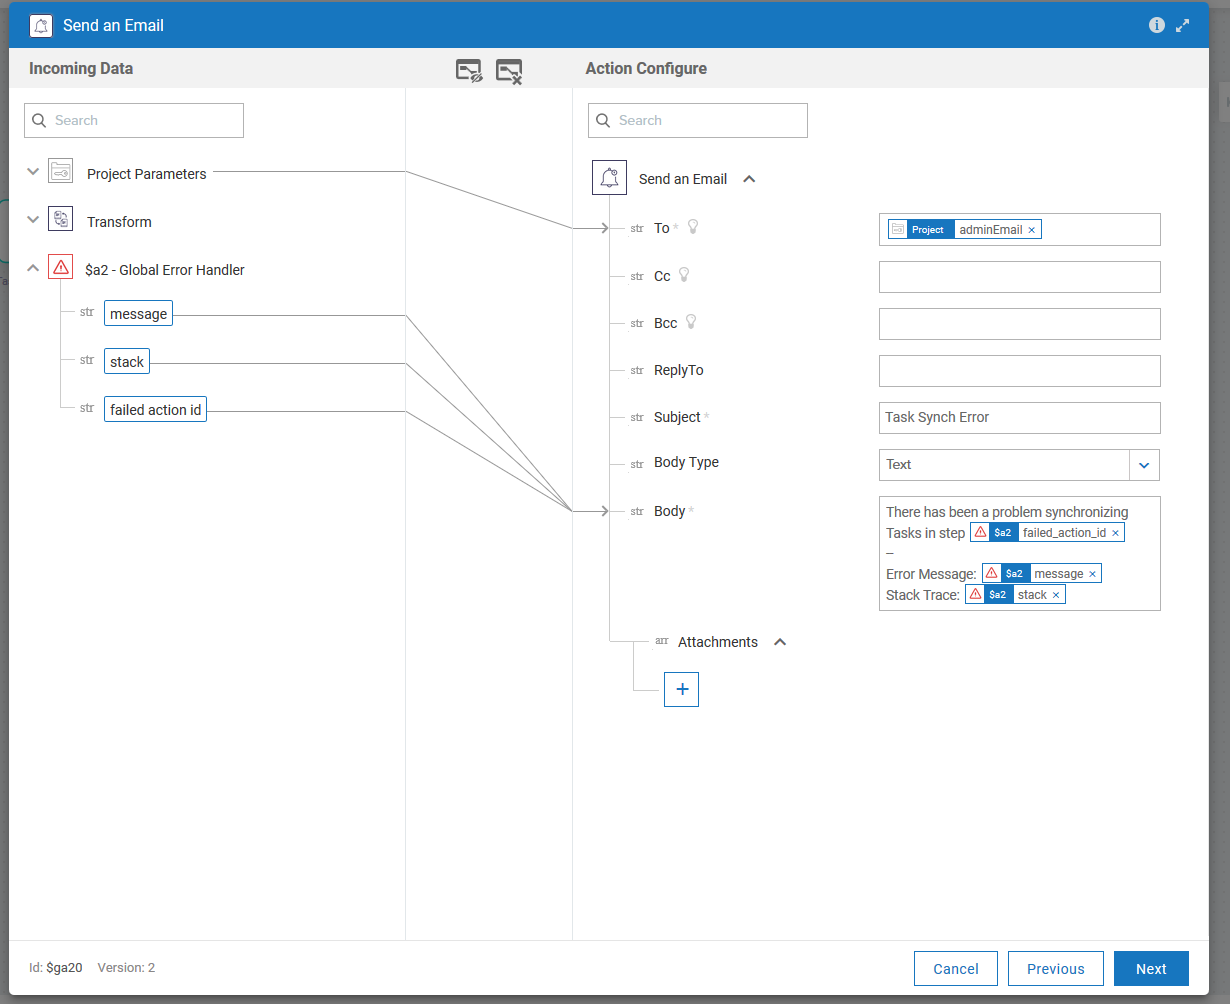 Send an Email
Incoming Data
Action Configure
Search
Search
Project Parameters
Transform
$a2 - Global Error Handler
str message
str stack
str failed action id
Send an Email
str To * Project adminEmail ×
str Cc
str Bcc
str ReplyTo
str Subject * Task Synch Error
str Body Type Text
str Body *
There has been a problem synchronizing
Tasks in step $a2 failed_action_id ×
–
Error Message: $a2 message ×
Stack Trace: $a2 stack ×
arr Attachments
+
Id: $ga20 Version: 2
Cancel Previous Next